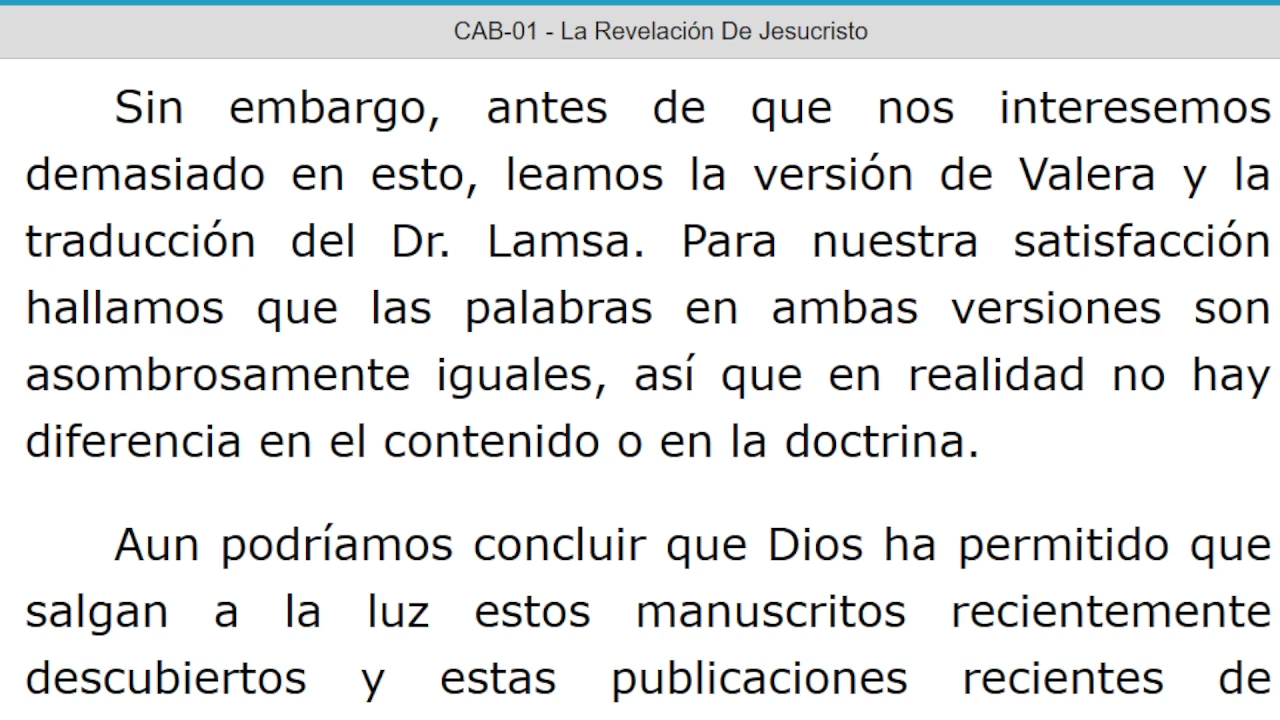 CAB-01 - La Revelación De Jesucristo
Sin embargo, antes de que nos interesemos
demasiado en esto, leamos la versión de Valera y la
traducción del Dr. Lamsa. Para nuestra satisfacción
hallamos que las palabras en ambas versiones son
asombrosamente iguales, así que en realidad no hay
diferencia en el contenido o en la doctrina.
Aun podríamos concluir que Dios ha permitido que
salgan a la luz estos manuscritos recientemente
descubiertos y estas publicaciones recientes de